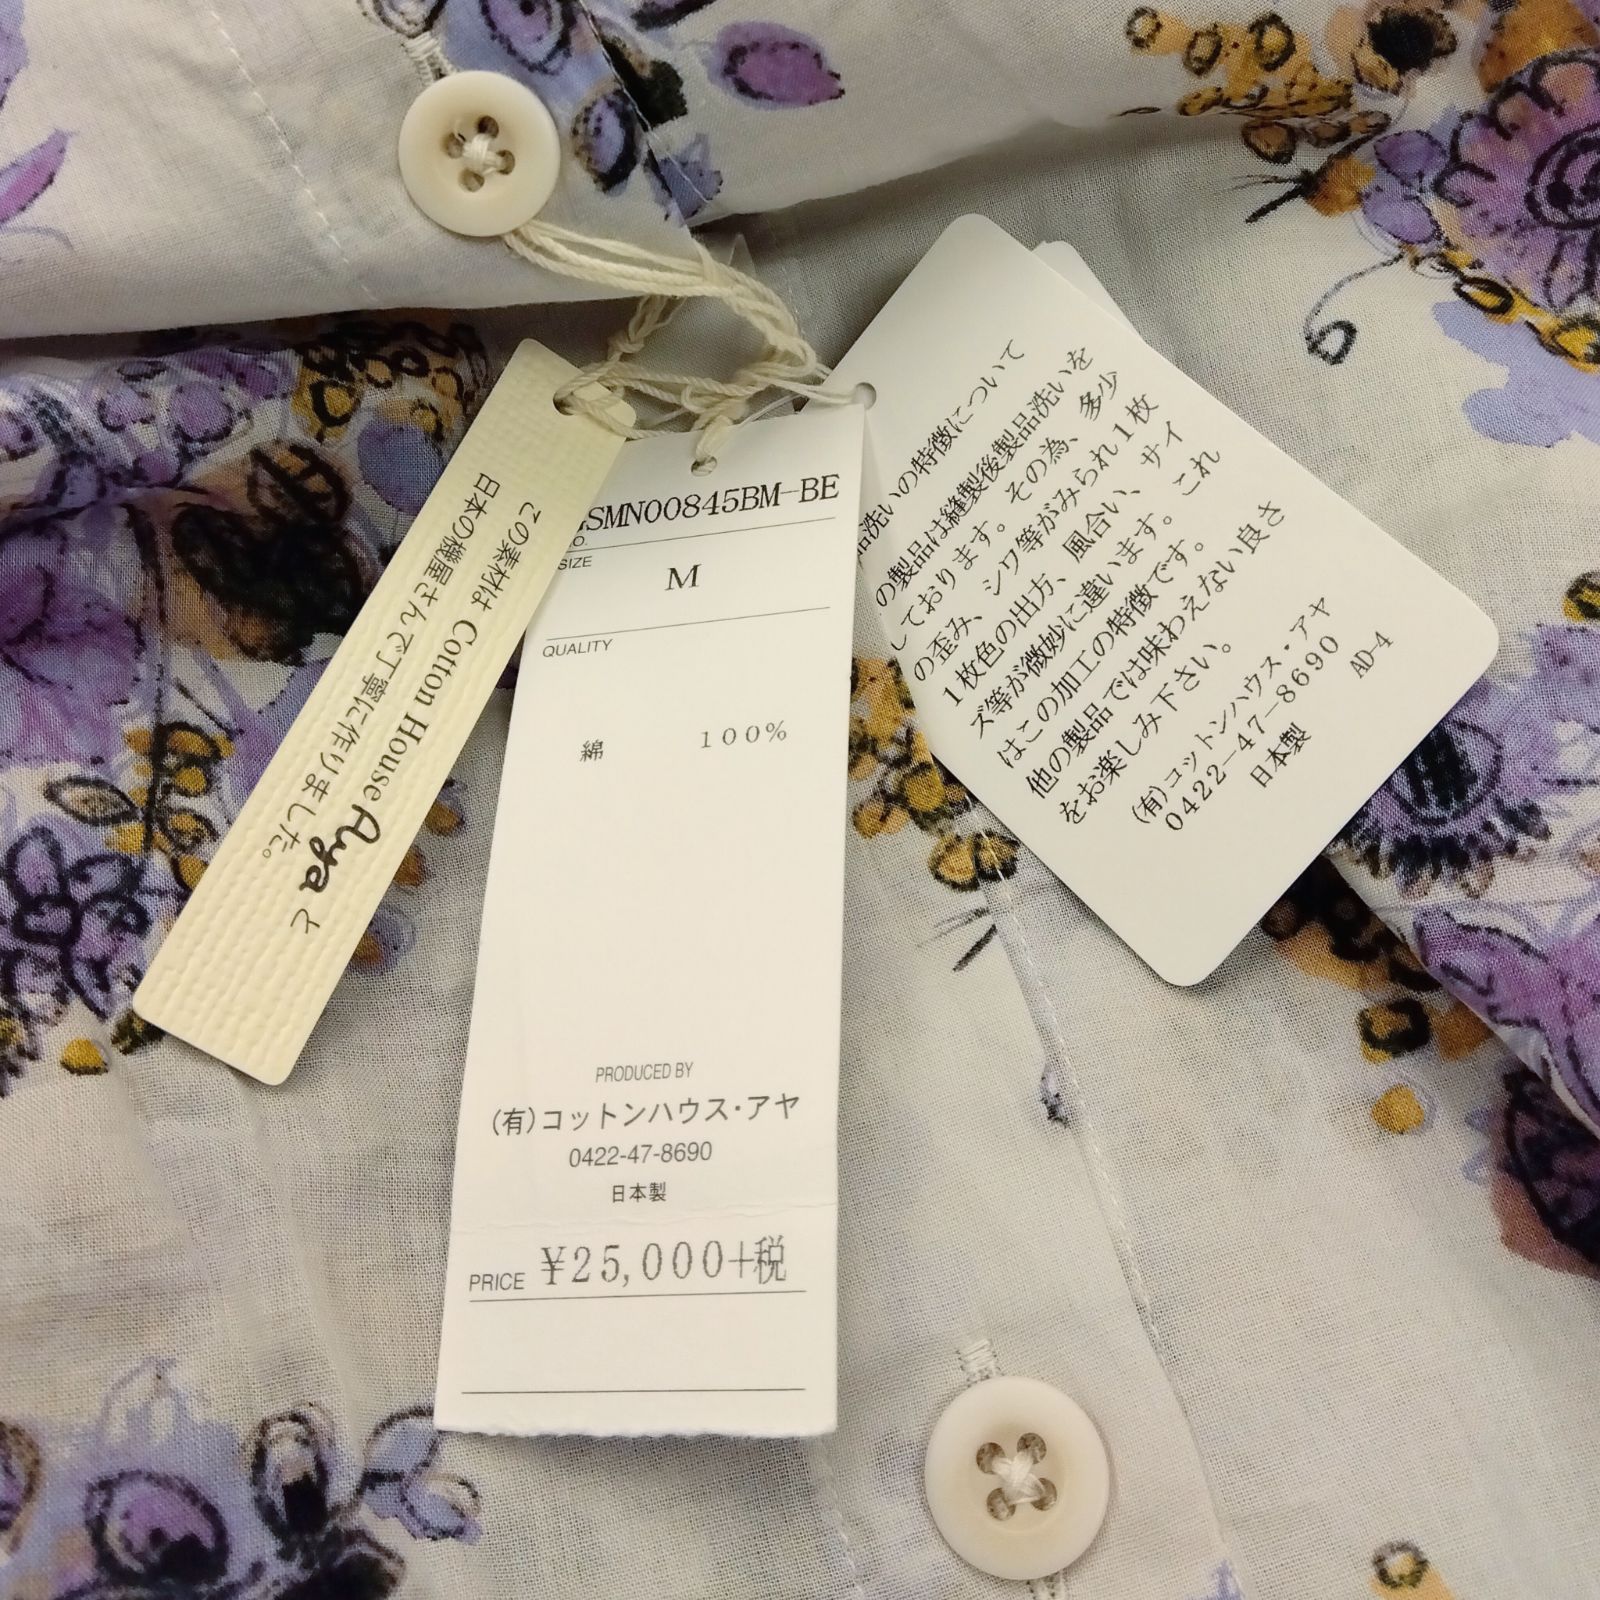 この素材は Cotton House Aya と
日本の機屋さんで丁寧に作りました。
SMN00845BM-BE
SIZE
M
QUALITY
綿 100%
PRODUCED BY
(有)コットンハウス・アヤ
0422-47-8690
日本製
PRICE ¥25,000+税
洗いの特徴について
の製品は縫製後製品洗いを
しております。その為、多少
の歪み、シワ等がみられ1枚
1枚色の出方、風合い、サイ
ズ等が微妙に違います。これ
はこの加工の特徴です。
他の製品では味わえない良さ
をお楽しみ下さい。
(有)コットンハウス・アヤ
0422-47-8690
日本製 AD-4